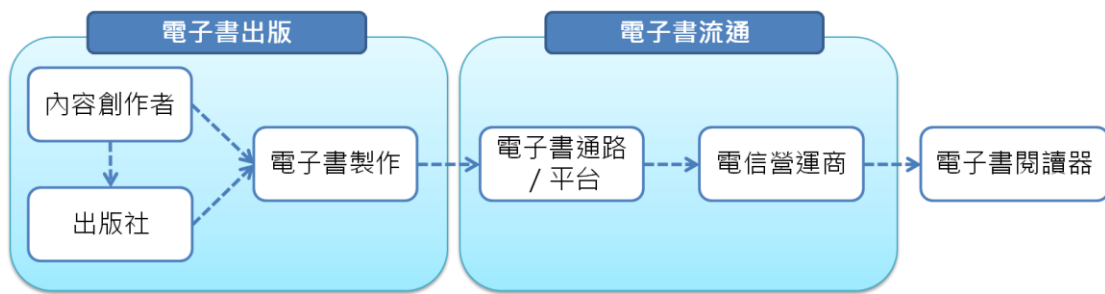 電子書出版
內容創作者
出版社
電子書製作
電子書流通
電子書通路
/ 平台
電信營運商
電子書閱讀器